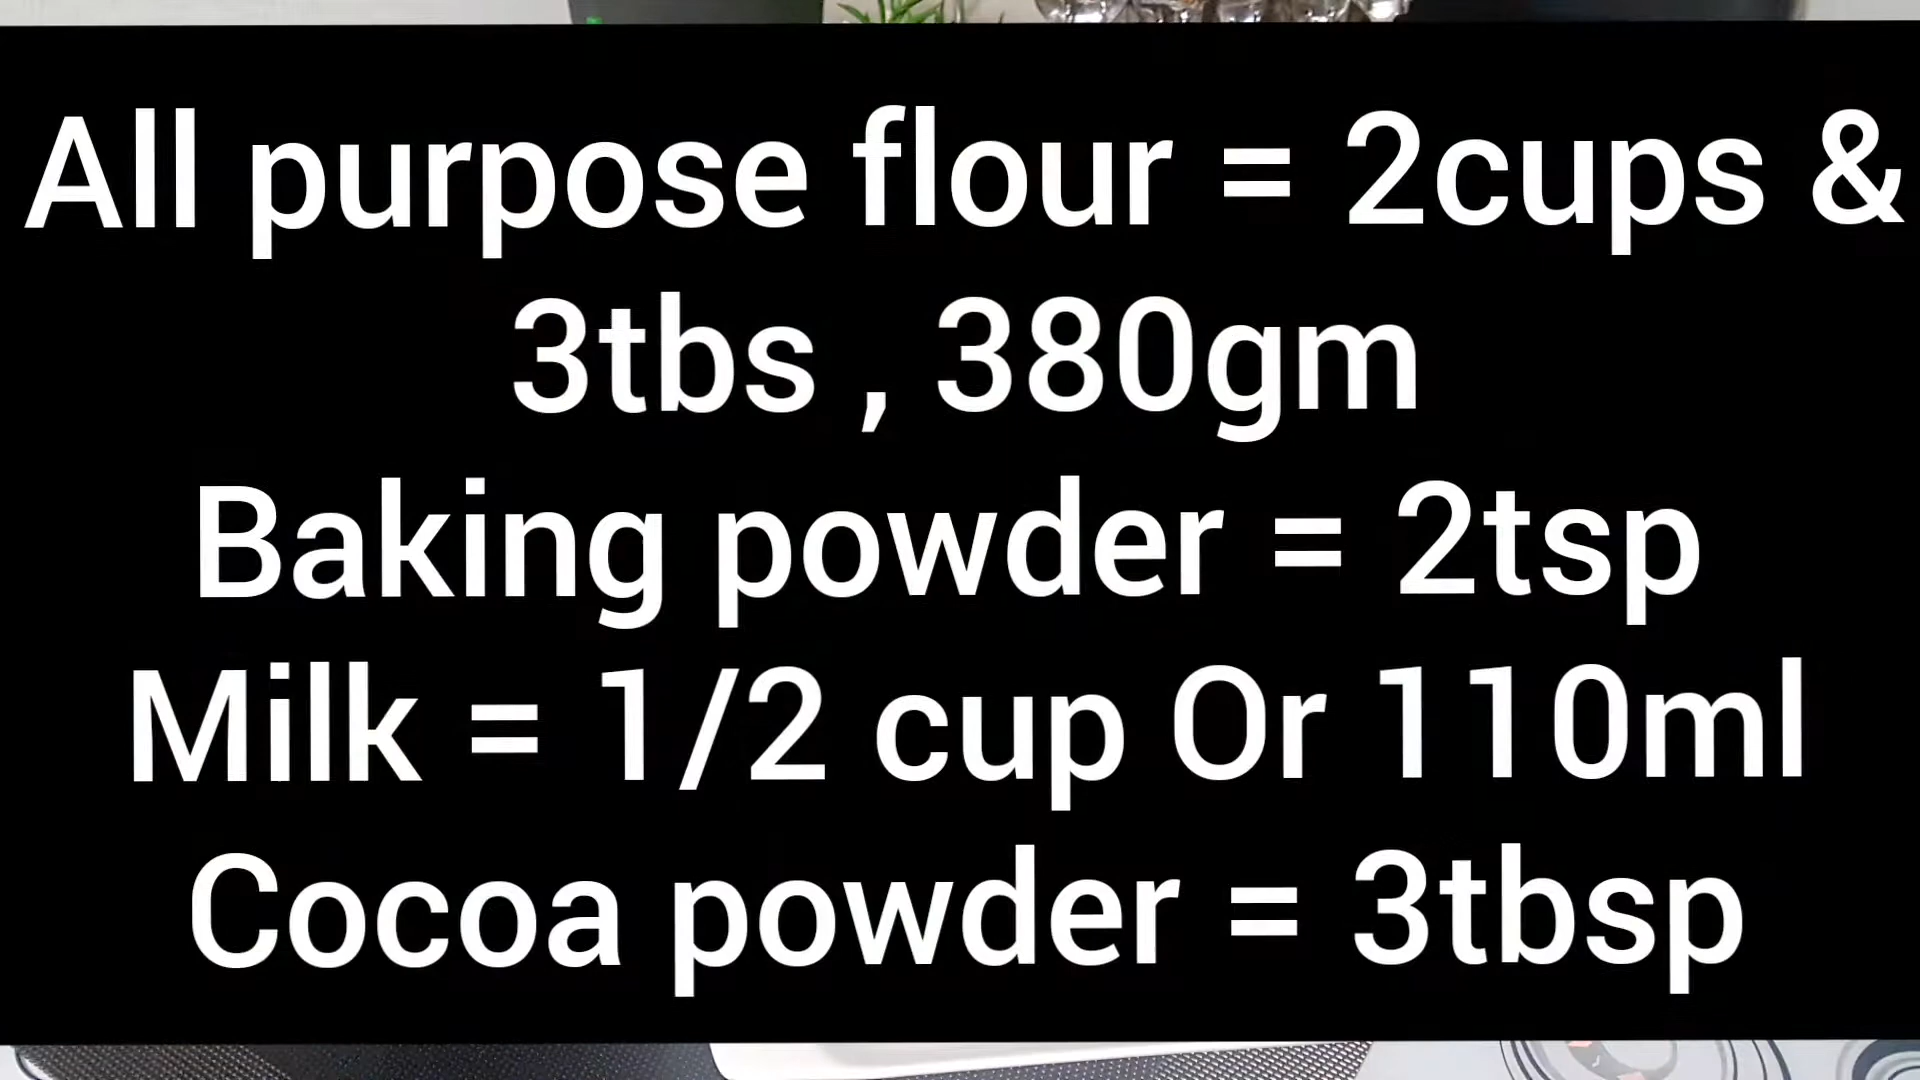 All purpose flour = 2cups &
3tbs , 380gm
Baking powder = 2tsp
Milk = 1/2 cup Or 110ml
Cocoa powder = 3tbsp